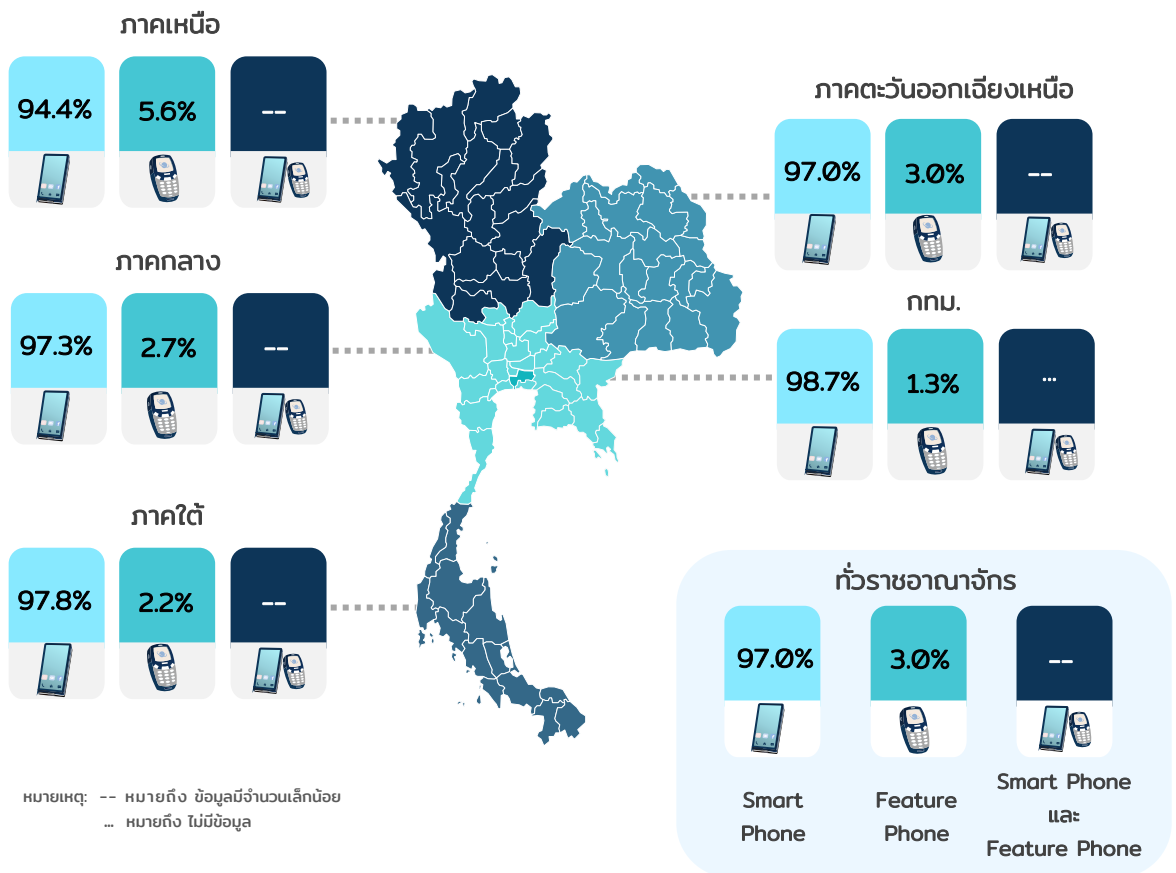 ภาคเหนือ
94.4% 5.6% --
ภาคตะวันออกเฉียงเหนือ
97.0% 3.0% --
ภาคกลาง
97.3% 2.7% --
กทม.
98.7% 1.3% ...
ภาคใต้
97.8% 2.2% --
ทั่วราชอาณาจักร
97.0% 3.0% --
Smart
Phone
Feature
Phone
Smart Phone
และ
Feature Phone
หมายเหตุ: -- หมายถึง ข้อมูลมีจำนวนเล็กน้อย
... หมายถึง ไม่มีข้อมูล